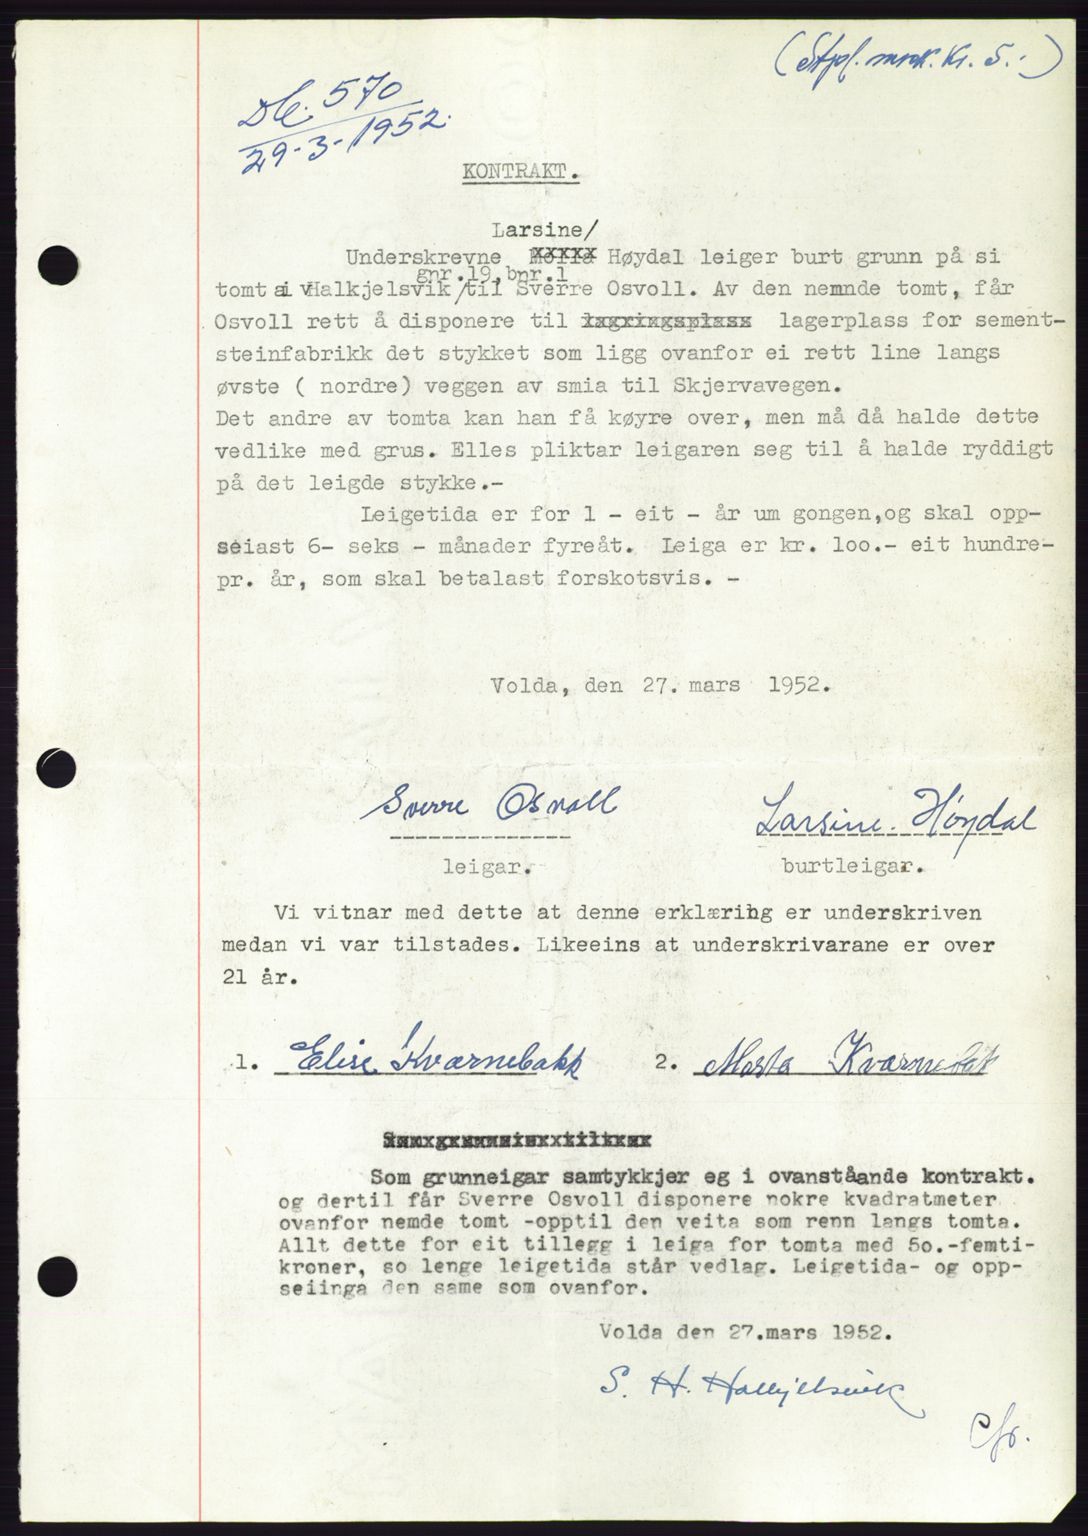 (Stpl. mrk. kr. 5.-)
Db. 570
29-3-1952.
KONTRAKT.
Larsine/
Underskrevne Høydal leiger burt grunn på si
gnr.19,bnr.1
tomt i Halkjelsvik/til Sverre Osvoll. Av den nemnde tomt, får
Osvoll rett å disponere til lagringsplass lagerplass for sement-
steinfabrikk det stykket som ligg ovanfor ei rett line langs
øvste ( nordre) veggen av smia til Skjervavegen.
Det andre av tomta kan han få køyre over, men må då halde dette
vedlike med grus. Elles pliktar leigaren seg til å halde ryddigt
på det leigde stykke.-
Leigetida er for 1 - eit - år um gongen,og skal opp-
seiast 6- seks - månader fyreåt. Leiga er kr. loo.- eit hundre-
pr. år, som skal betalast forskotsvis. -
Volda, den 27. mars 1952.
Sverre Osvoll
Larsine Høydal
leigar.
burtleigar.
Vi vitnar med dette at denne erklæring er underskriven
medan vi var tilstades. Likeeins at underskrivarane er over
21 år.
1. Elise Kvarnebakk 2. Marta Kvarnebak
Som grunneigar samtykkjer eg i ovanståande kontrakt.
og dertil får Sverre Osvoll disponere nokre kvadratmeter
ovanfor nemde tomt -opptil den veita som renn langs tomta.
Allt dette for eit tillegg i leiga for tomta med 5o.-femti-
kroner, so lenge leigetida står vedlag. Leigetida- og opp-
seiinga den same som ovanfor.
Volda den 27.mars 1952.
S. H. Halkjelsvik